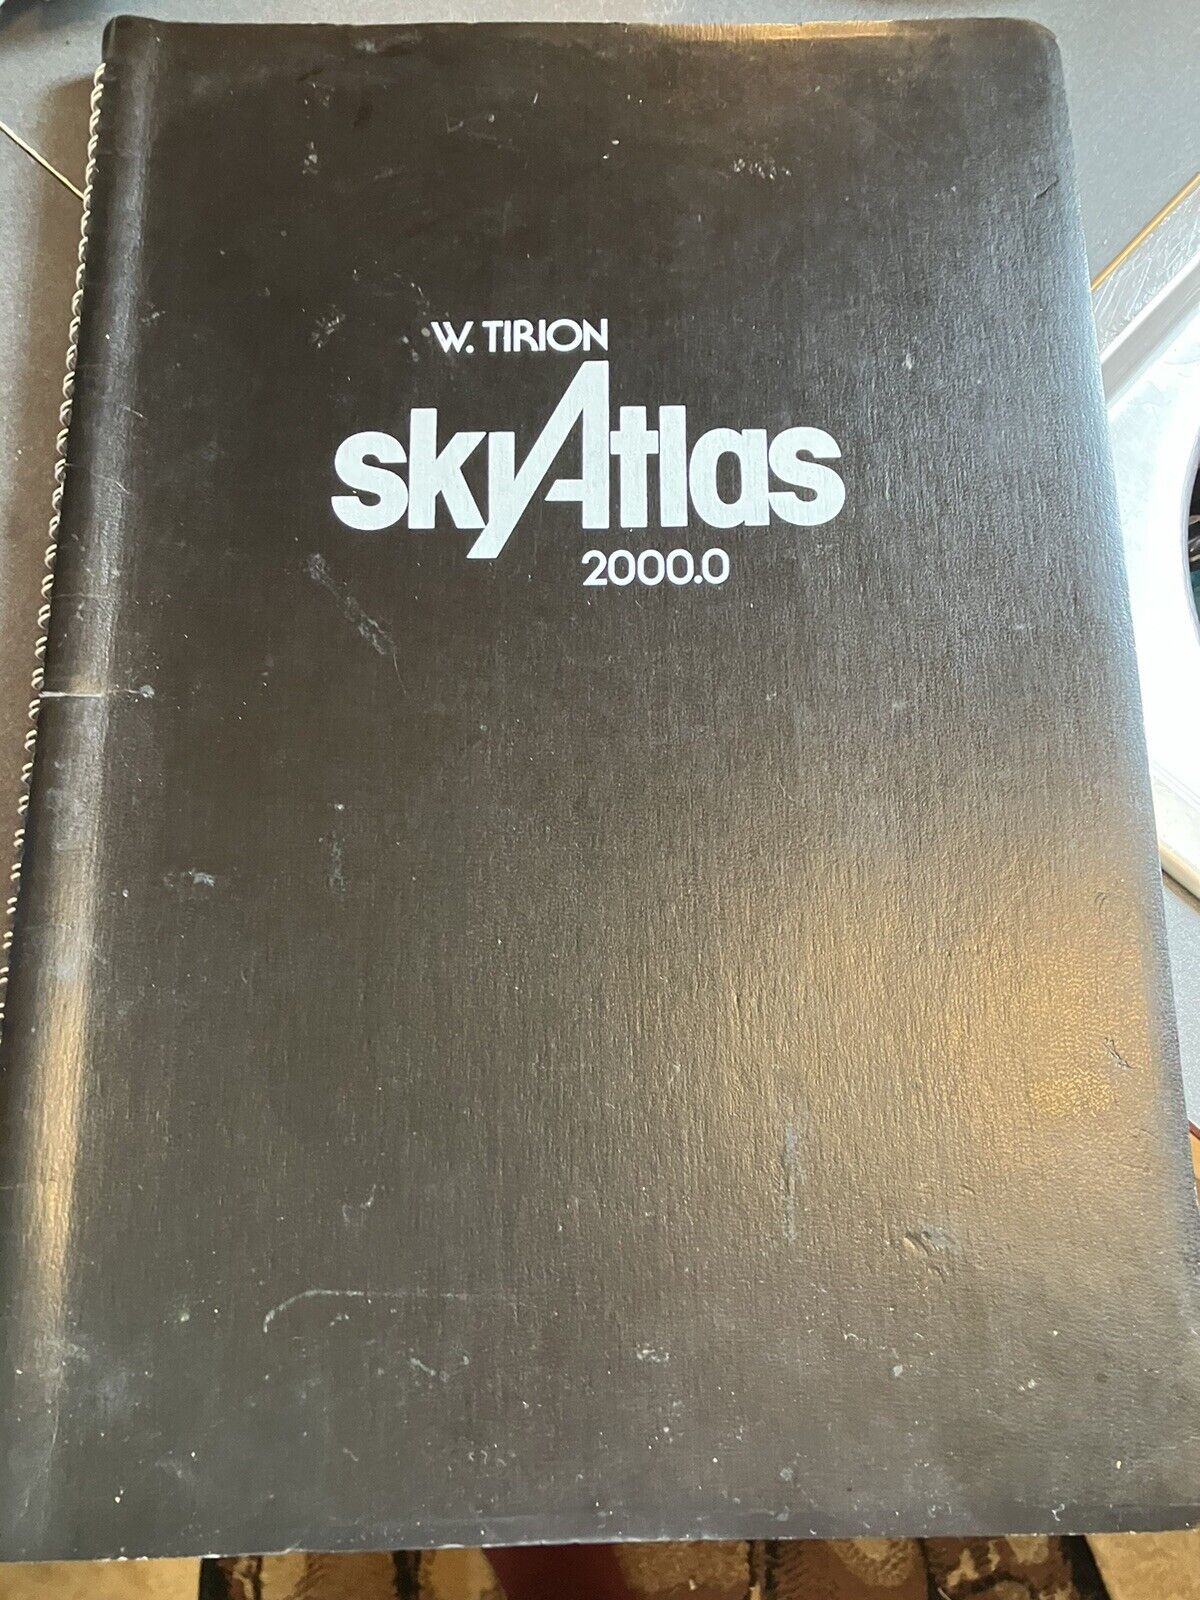 W. TIRION
skyAtlas
2000.0